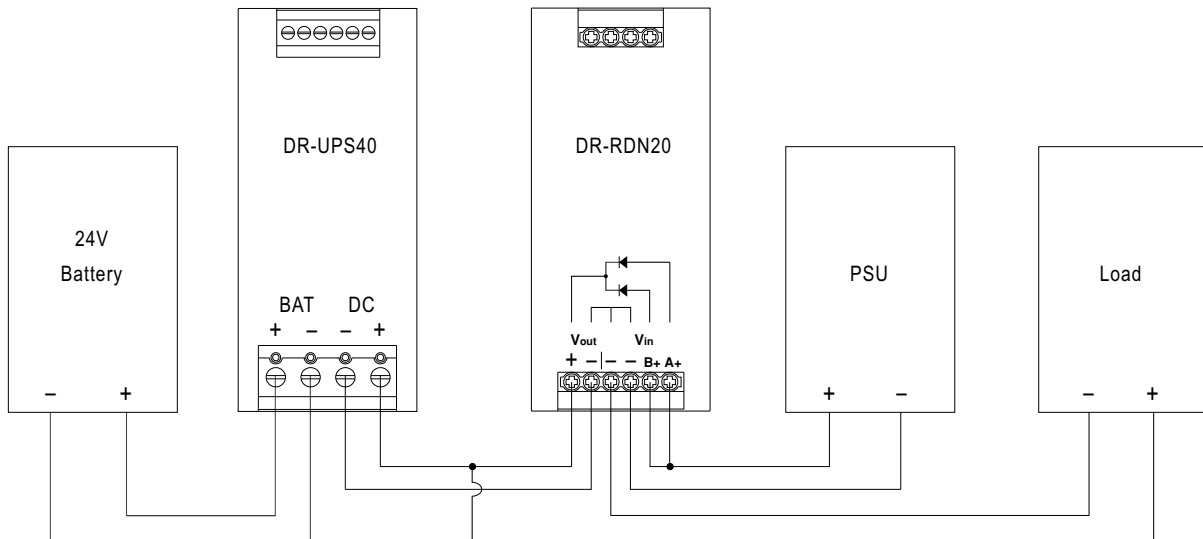 DR-UPS40
DR-RDN20
24V
Battery
PSU
Load
BAT DC
+ − − +
Vout Vin
+ − − − B+ A+
− +
+ −
− +